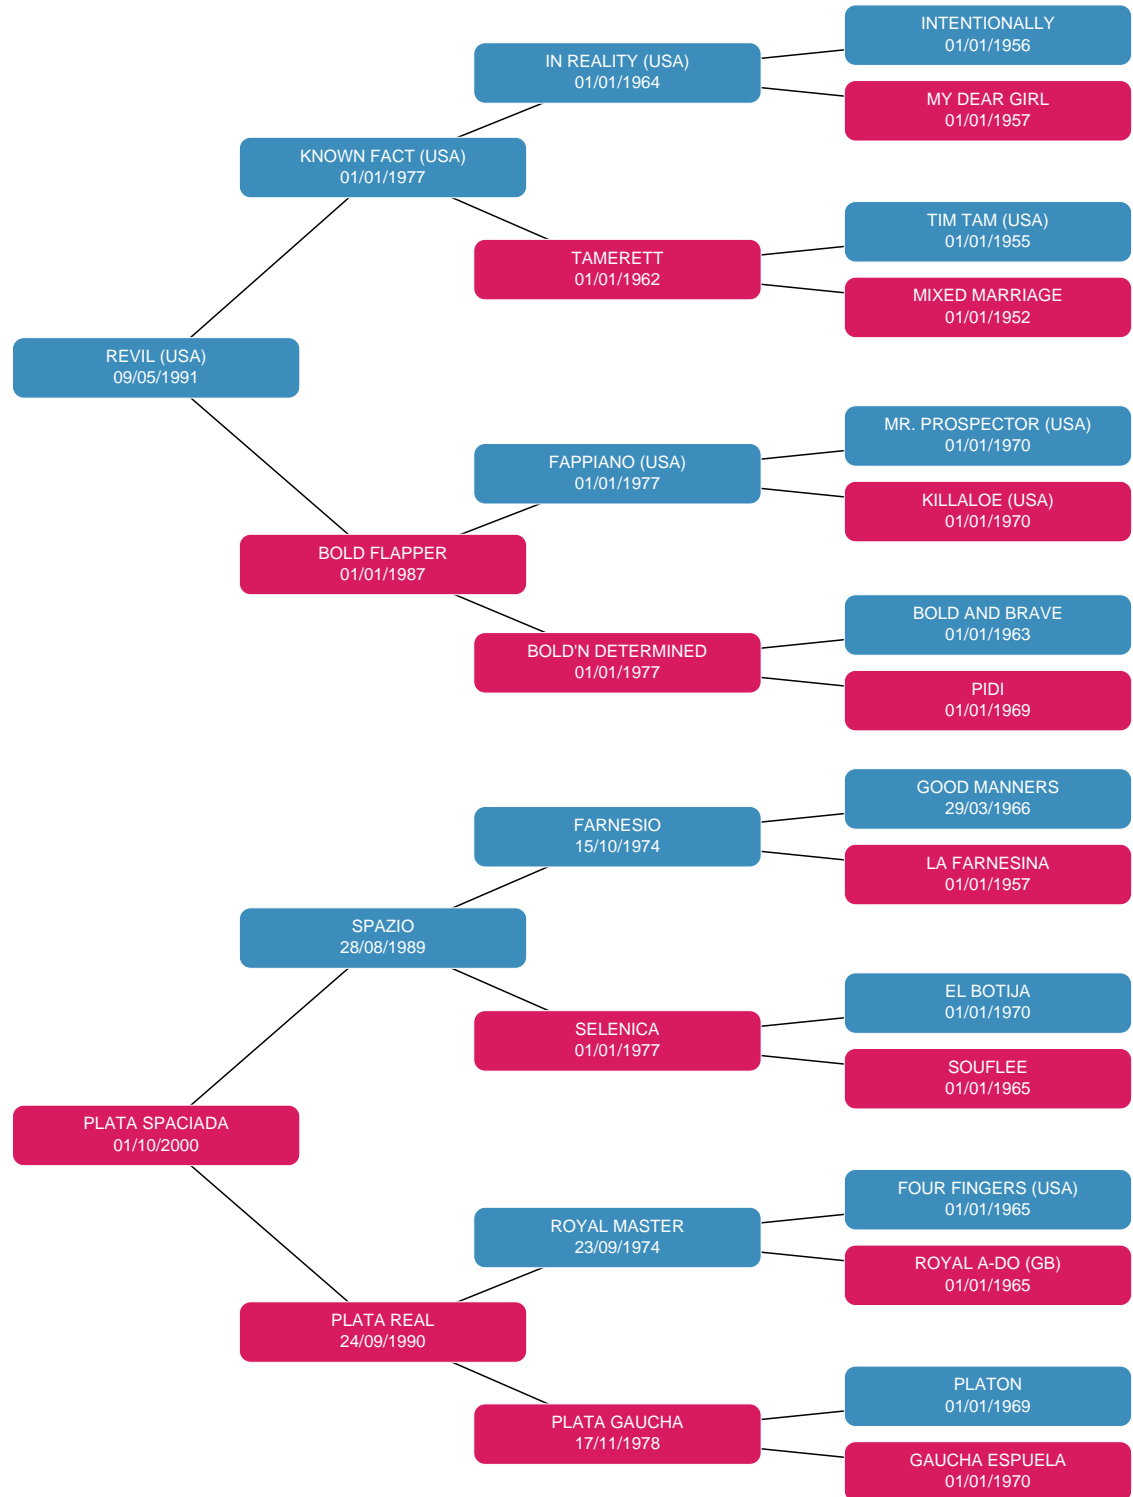 INTENTIONALLY
01/01/1956
IN REALITY (USA)
01/01/1964
MY DEAR GIRL
01/01/1957
KNOWN FACT (USA)
01/01/1977
TIM TAM (USA)
01/01/1955
TAMERETT
01/01/1962
MIXED MARRIAGE
01/01/1952
REVIL (USA)
09/05/1991
MR. PROSPECTOR (USA)
01/01/1970
FAPPIANO (USA)
01/01/1977
KILLALOE (USA)
01/01/1970
BOLD FLAPPER
01/01/1987
BOLD AND BRAVE
01/01/1963
BOLD'N DETERMINED
01/01/1977
PIDI
01/01/1969
GOOD MANNERS
29/03/1966
FARNESIO
15/10/1974
LA FARNESINA
01/01/1957
SPAZIO
28/08/1989
EL BOTIJA
01/01/1970
SELENICA
01/01/1977
SOUFLEE
01/01/1965
PLATA SPACIADA
01/10/2000
FOUR FINGERS (USA)
01/01/1965
ROYAL MASTER
23/09/1974
ROYAL A-DO (GB)
01/01/1965
PLATA REAL
24/09/1990
PLATON
01/01/1969
PLATA GAUCHA
17/11/1978
GAUCHA ESPUELA
01/01/1970